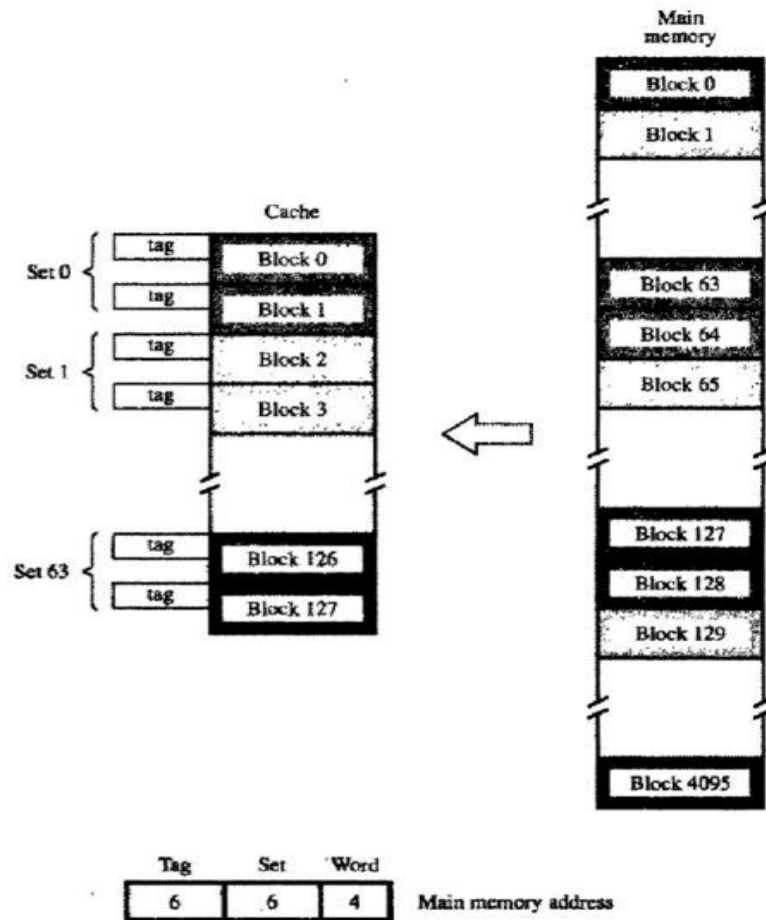 Main
memory
Block 0
Block 1
Cache
Set 0
tag
Block 0
tag
Block 1
Set 1
tag
Block 2
tag
Block 3
Block 63
Block 64
Block 65
Set 63
tag
Block 126
tag
Block 127
Block 127
Block 128
Block 129
Block 4095
Tag Set Word
6 6 4 Main memory address